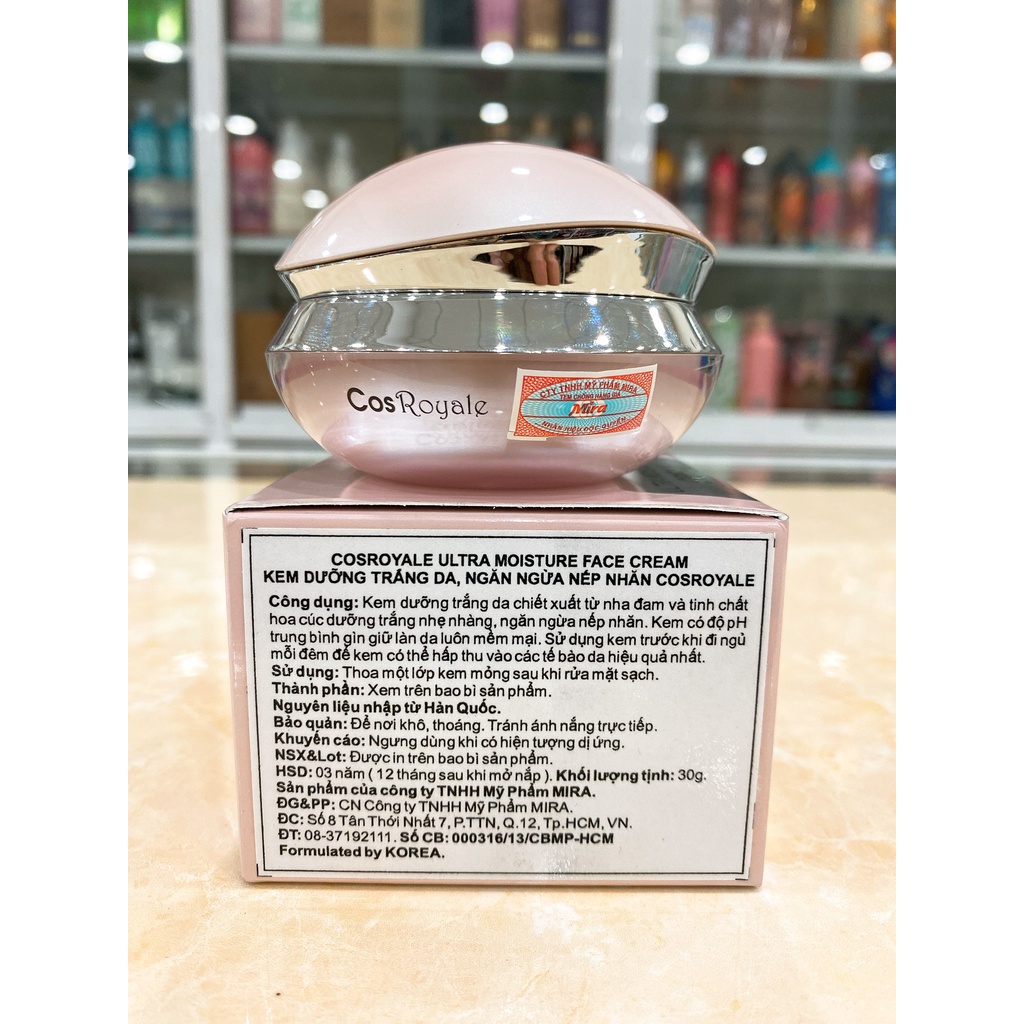 CosRoyale
CTY TNHH MỸ PHẨM MIRA
TEM CHỐNG HÀNG GIẢ
Mira
NHÃN HIỆU ĐỘC QUYỀN
COSROYALE ULTRA MOISTURE FACE CREAM
KEM DƯỠNG TRẮNG DA, NGĂN NGỪA NẾP NHĂN COSROYALE
Công dụng: Kem dưỡng trắng da chiết xuất từ nha đam và tinh chất
hoa cúc dưỡng trắng nhẹ nhàng, ngăn ngừa nếp nhăn. Kem có độ pH
trung bình gìn giữ làn da luôn mềm mại. Sử dụng kem trước khi đi ngủ
mỗi đêm để kem có thể hấp thu vào các tế bào da hiệu quả nhất.
Sử dụng: Thoa một lớp kem mỏng sau khi rửa mặt sạch.
Thành phần: Xem trên bao bì sản phẩm.
Nguyên liệu nhập từ Hàn Quốc.
Bảo quản: Để nơi khô, thoáng. Tránh ánh nắng trực tiếp.
Khuyến cáo: Ngưng dùng khi có hiện tượng dị ứng.
NSX&Lot: Được in trên bao bì sản phẩm.
HSD: 03 năm ( 12 tháng sau khi mở nắp ). Khối lượng tịnh: 30g.
Sản phẩm của công ty TNHH Mỹ Phẩm MIRA.
ĐG&PP: CN Công ty TNHH Mỹ Phẩm MIRA.
ĐC: Số 8 Tân Thới Nhất 7, P.TTN, Q.12, Tp.HCM, VN.
ĐT: 08-37192111. Số CB: 000316/13/CBMP-HCM
Formulated by KOREA.